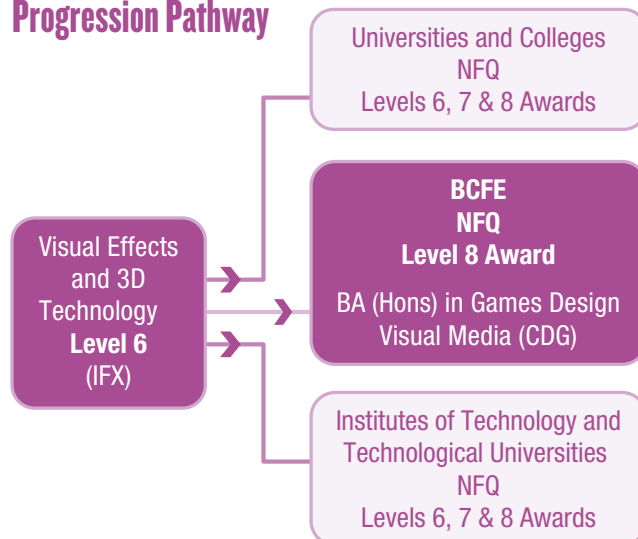 Progression Pathway
Universities and Colleges
NFQ
Levels 6, 7 & 8 Awards
Visual Effects
and 3D
Technology
Level 6
(IFX)
BCFE
NFQ
Level 8 Award
BA (Hons) in Games Design
Visual Media (CDG)
Institutes of Technology and
Technological Universities
NFQ
Levels 6, 7 & 8 Awards